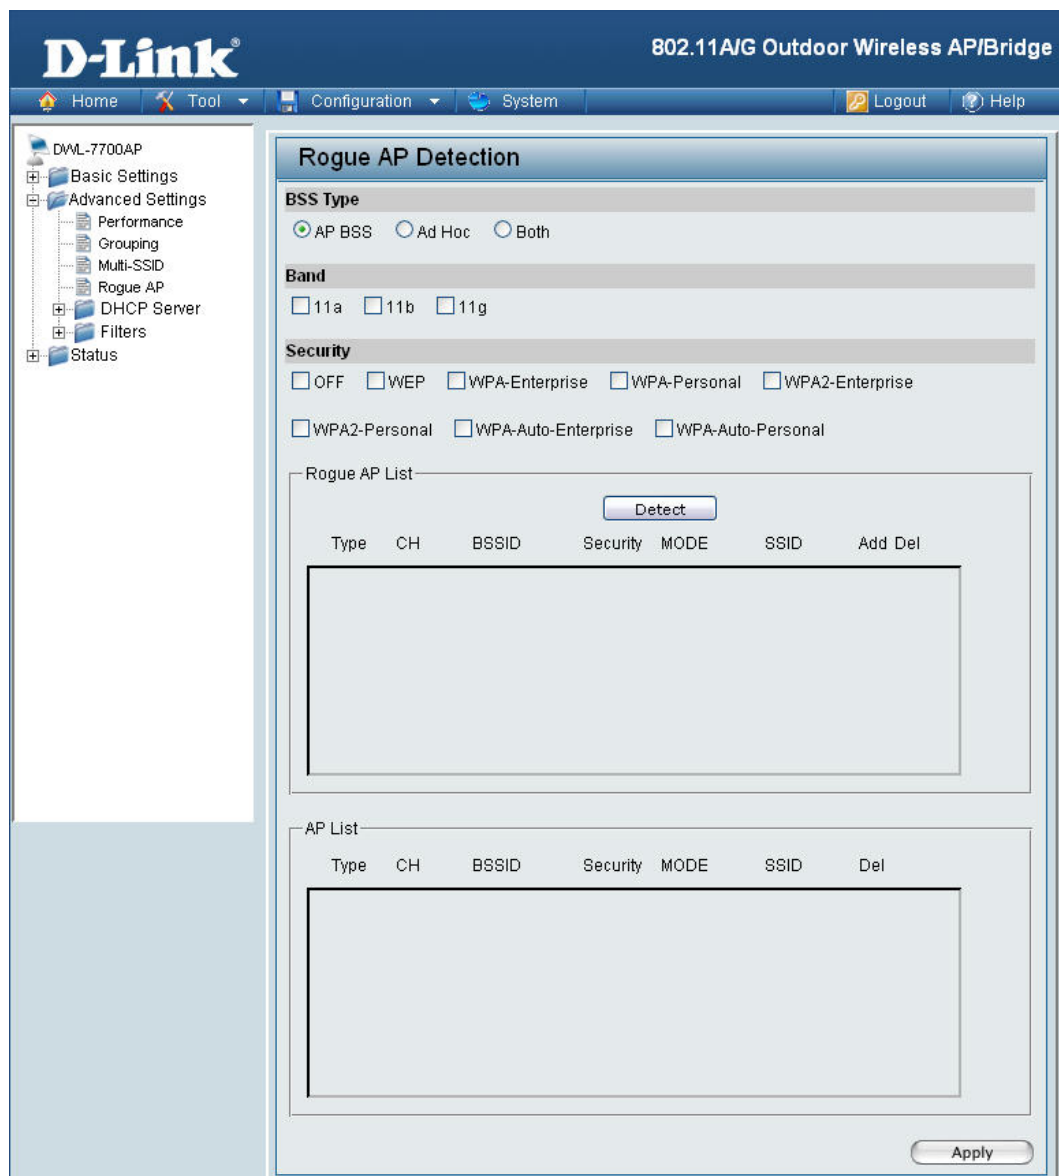 D-Link®
802.11A/G Outdoor Wireless AP/Bridge
Home Tool Configuration System Logout Help
DWL-7700AP
Basic Settings
Advanced Settings
Performance
Grouping
Multi-SSID
Rogue AP
DHCP Server
Filters
Status
Rogue AP Detection
BSS Type
AP BSS Ad Hoc Both
Band
11a 11b 11g
Security
OFF WEP WPA-Enterprise WPA-Personal WPA2-Enterprise
WPA2-Personal WPA-Auto-Enterprise WPA-Auto-Personal
Rogue AP List
Detect
Type CH BSSID Security MODE SSID Add Del
AP List
Type CH BSSID Security MODE SSID Del
Apply